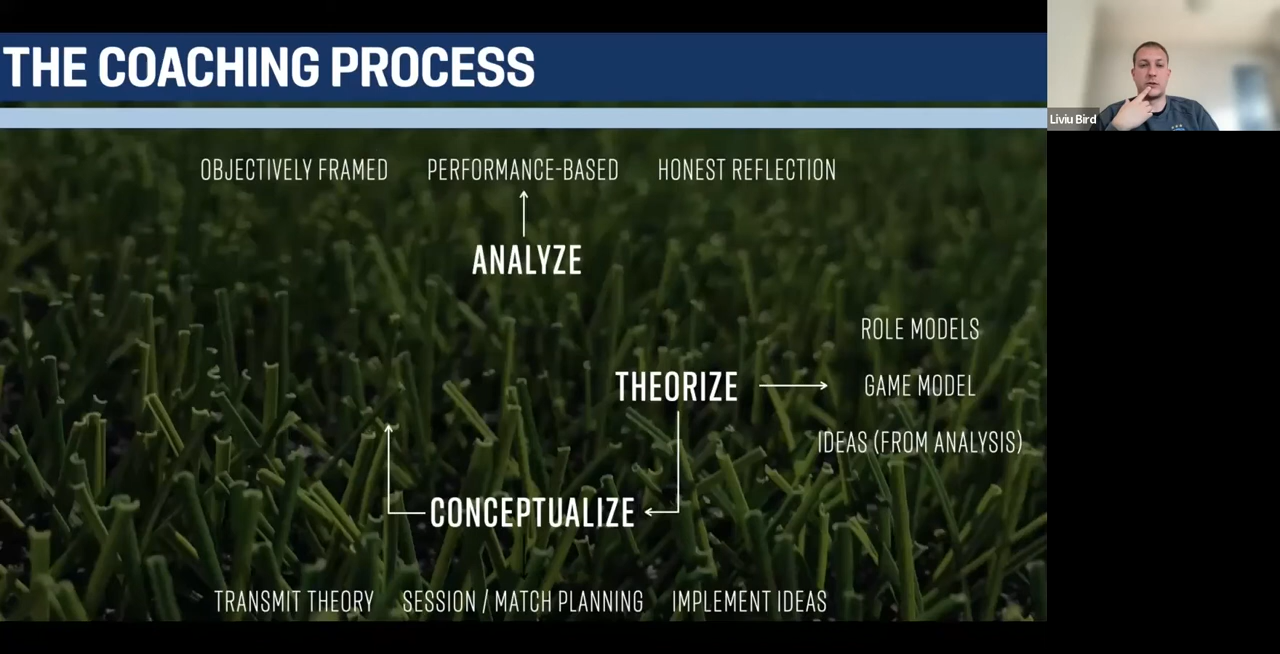 THE COACHING PROCESS
Liviu Bird
OBJECTIVELY FRAMED PERFORMANCE-BASED HONEST REFLECTION
ANALYZE
ROLE MODELS
THEORIZE GAME MODEL
IDEAS (FROM ANALYSIS)
CONCEPTUALIZE
TRANSMIT THEORY SESSION / MATCH PLANNING IMPLEMENT IDEAS